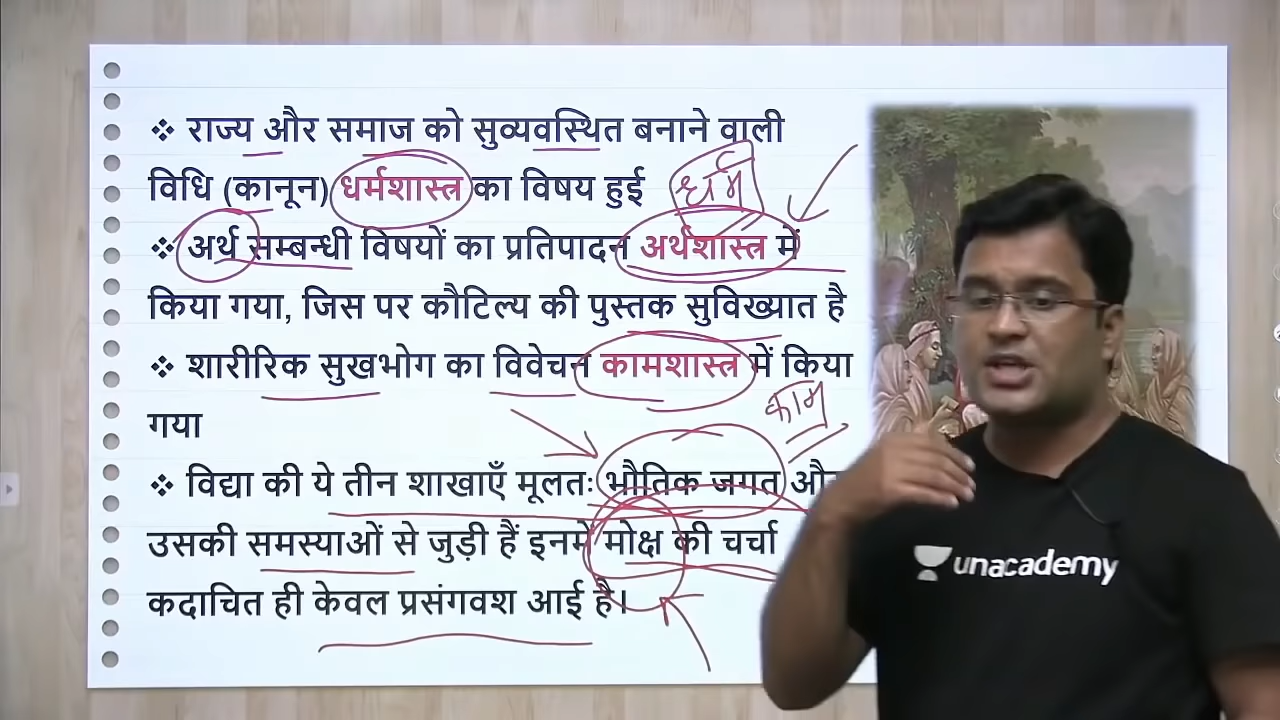 ❖ राज्य और समाज को सुव्यवस्थित बनाने वाली
विधि (कानून) धर्मशास्त्र का विषय हुई
धर्म
❖ अर्थ सम्बन्धी विषयों का प्रतिपादन अर्थशास्त्र में
किया गया, जिस पर कौटिल्य की पुस्तक सुविख्यात है
❖ शारीरिक सुखभोग का विवेचन कामशास्त्र में किया
गया
काम
❖ विद्या की ये तीन शाखाएँ मूलतः भौतिक जगत और
उसकी समस्याओं से जुड़ी हैं इनमें मोक्ष की चर्चा
कदाचित ही केवल प्रसंगवश आई है।
unacademy